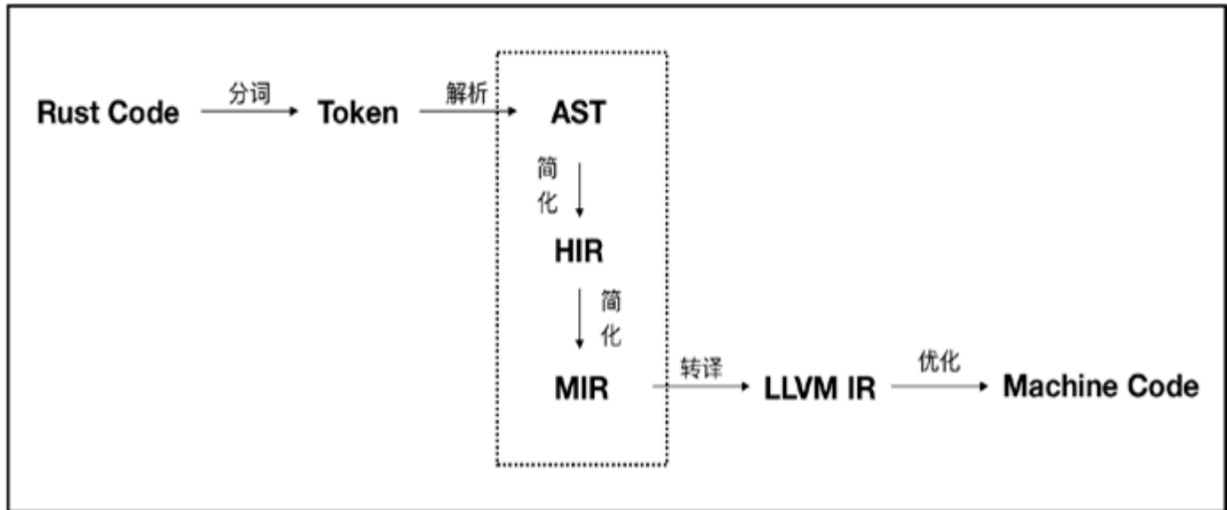 Rust Code
分词
Token
解析
AST
简
化
HIR
简
化
MIR
转译
LLVM IR
优化
Machine Code